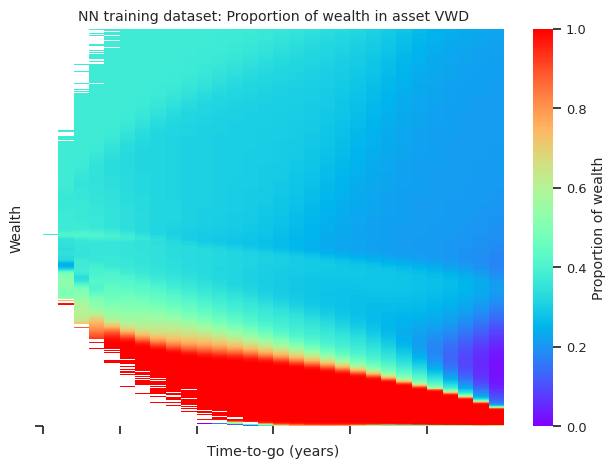 NN training dataset: Proportion of wealth in asset VWD
Wealth
Time-to-go (years)
1.0
0.8
0.6
0.4
0.2
0.0
Proportion of wealth